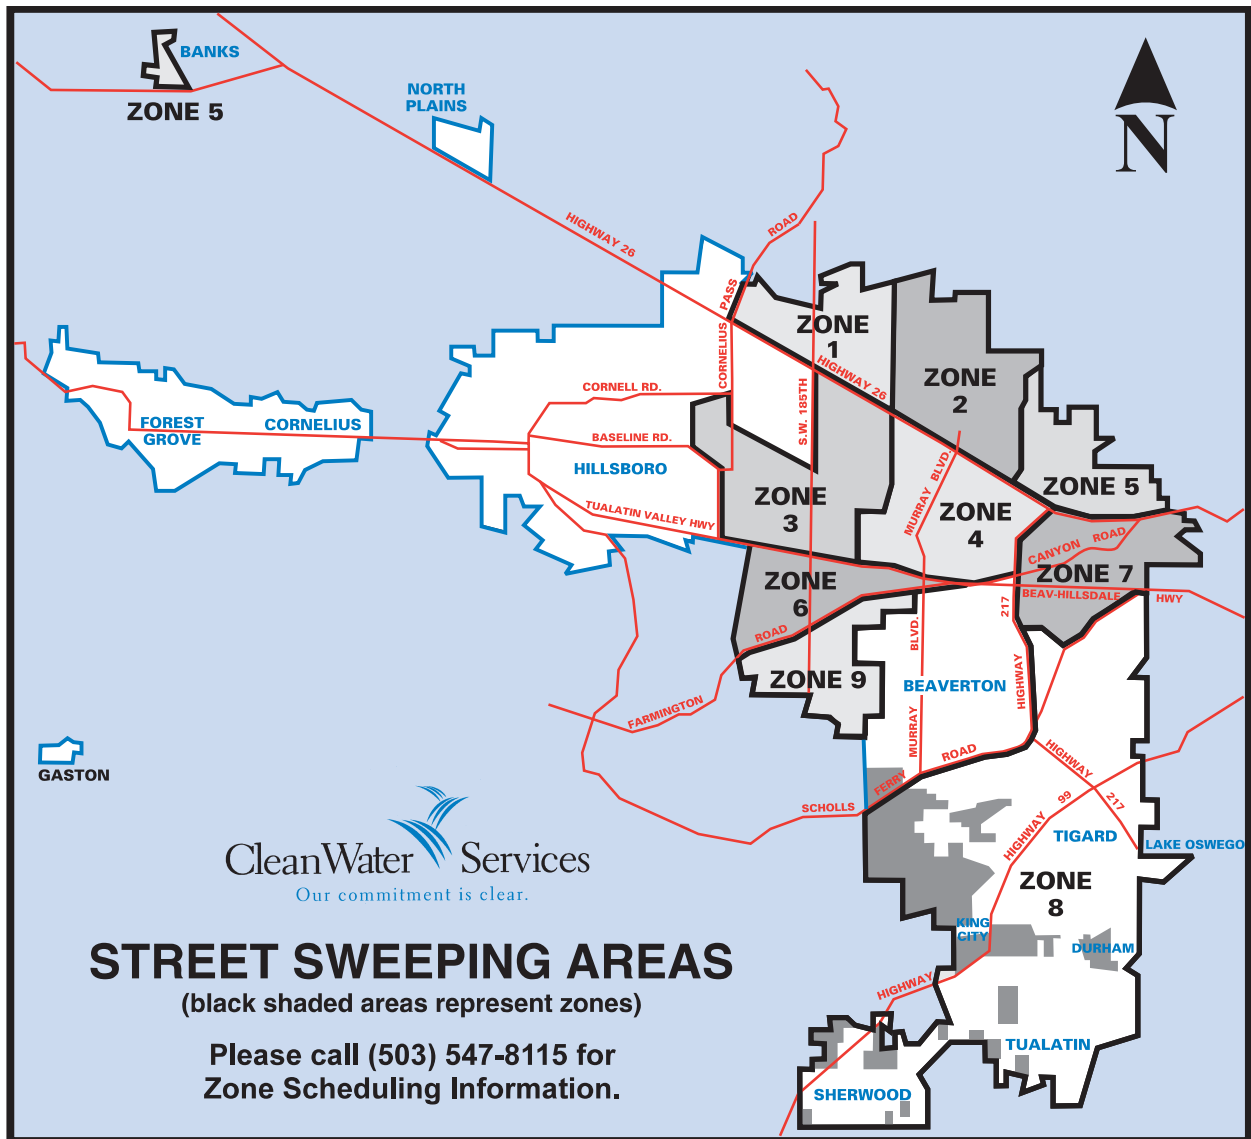 BANKS
ZONE 5
NORTH
PLAINS
N
HIGHWAY 26
ROAD
PASS
CORNELIUS
ZONE
1
HIGHWAY 26
S.W. 185TH
ZONE
2
CORNELL RD.
BASELINE RD.
HILLSBORO
TUALATIN VALLEY HWY
FOREST
GROVE
CORNELIUS
ZONE
3
MURRAY BLVD.
ZONE
4
ZONE 5
CANYON ROAD
ZONE 7
BEAV-HILLSDALE HWY
ZONE
6
ROAD
FARMINGTON
ZONE 9
BLVD.
MURRAY
BEAVERTON
217
HIGHWAY
ROAD
FERRY
SCHOLLS
HIGHWAY
217
HIGHWAY 99
TIGARD
LAKE OSWEGO
ZONE
8
KING
CITY
DURHAM
HIGHWAY
TUALATIN
SHERWOOD
GASTON
CleanWater Services
Our commitment is clear.
STREET SWEEPING AREAS
(black shaded areas represent zones)
Please call (503) 547-8115 for
Zone Scheduling Information.